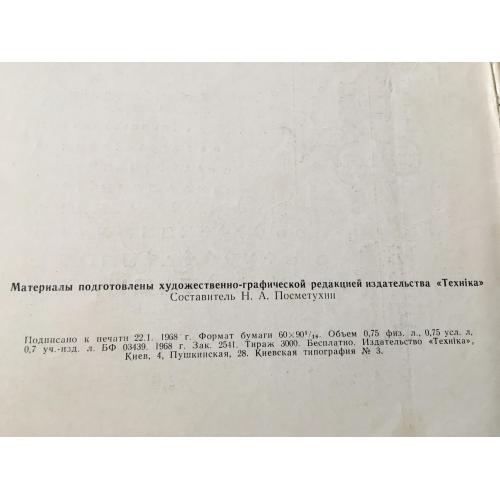 Материалы подготовлены художественно-графической редакцией издательства «Техніка»
Составитель Н. А. Посметухин
Подписано к печати 22.I. 1968 г. Формат бумаги 60×90¹/₁₆. Объем 0,75 физ. л., 0,75 усл. л,
0,7 уч.-изд. л. БФ 03439. 1968 г. Зак. 2541. Тираж 3000. Бесплатно. Издательство «Техніка»,
Киев, 4, Пушкинская, 28. Киевская типография № 3.